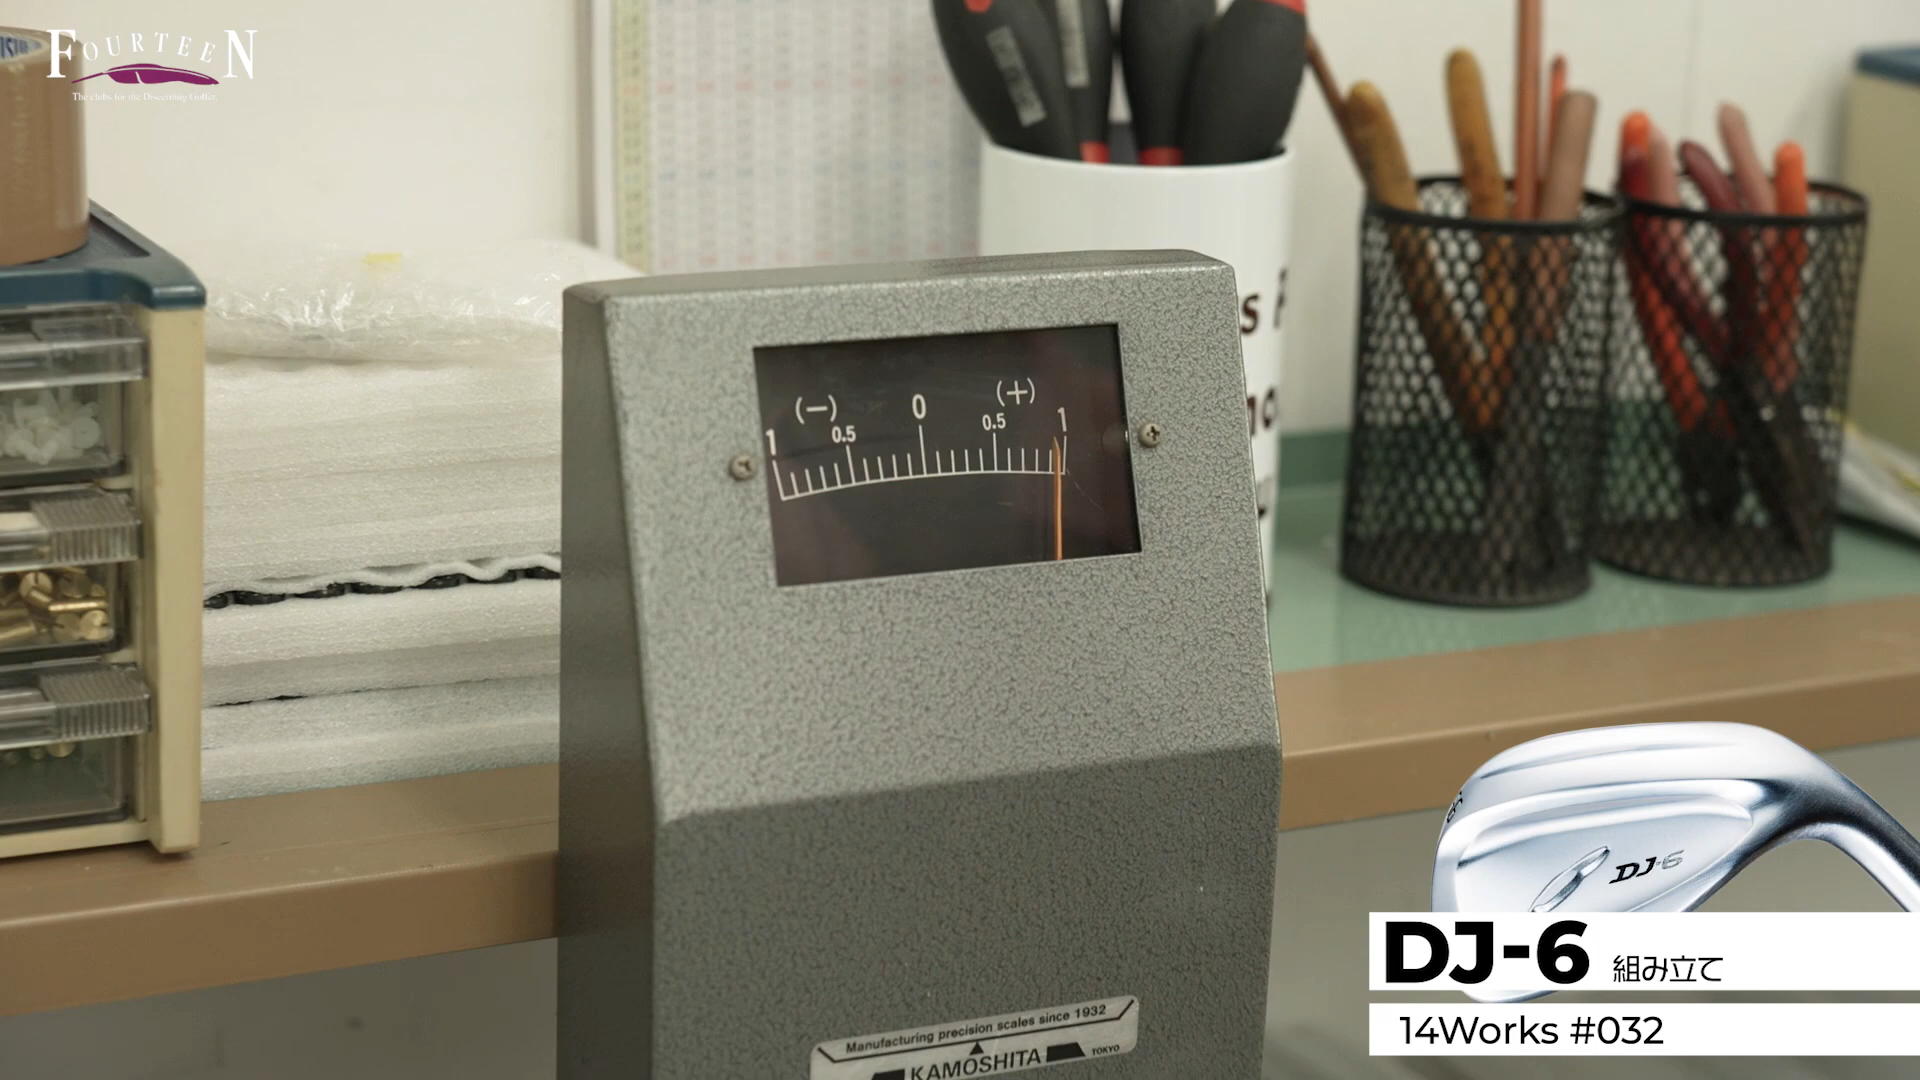 FOURTEEN
The clubs for the Discerning Golfer.
(−) 0 (+)
1 0.5 0.5 1
Manufacturing precision scales since 1932
KAMOSHITA TOKYO
DJ-6
DJ-6 組み立て
14Works #032